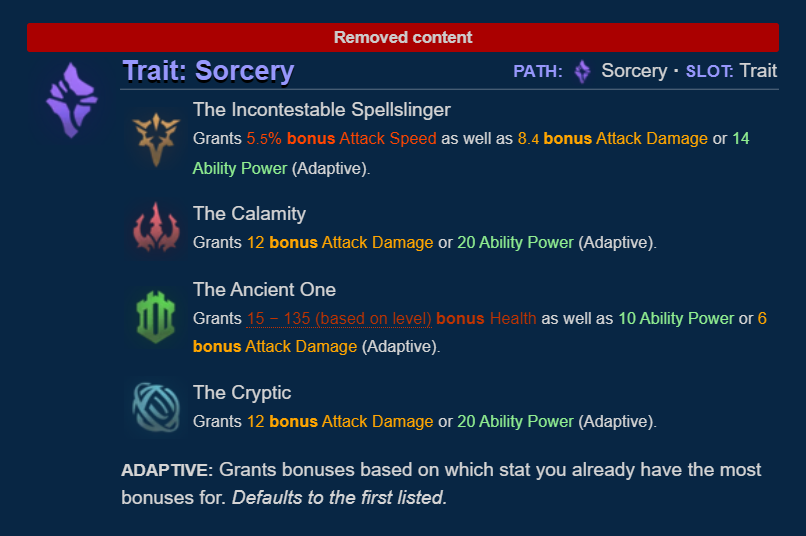 Removed content
Trait: Sorcery
PATH: Sorcery · SLOT: Trait
The Incontestable Spellslinger
Grants 5.5% bonus Attack Speed as well as 8.4 bonus Attack Damage or 14
Ability Power (Adaptive).
The Calamity
Grants 12 bonus Attack Damage or 20 Ability Power (Adaptive).
The Ancient One
Grants 15 − 135 (based on level) bonus Health as well as 10 Ability Power or 6
bonus Attack Damage (Adaptive).
The Cryptic
Grants 12 bonus Attack Damage or 20 Ability Power (Adaptive).
ADAPTIVE: Grants bonuses based on which stat you already have the most
bonuses for. Defaults to the first listed.